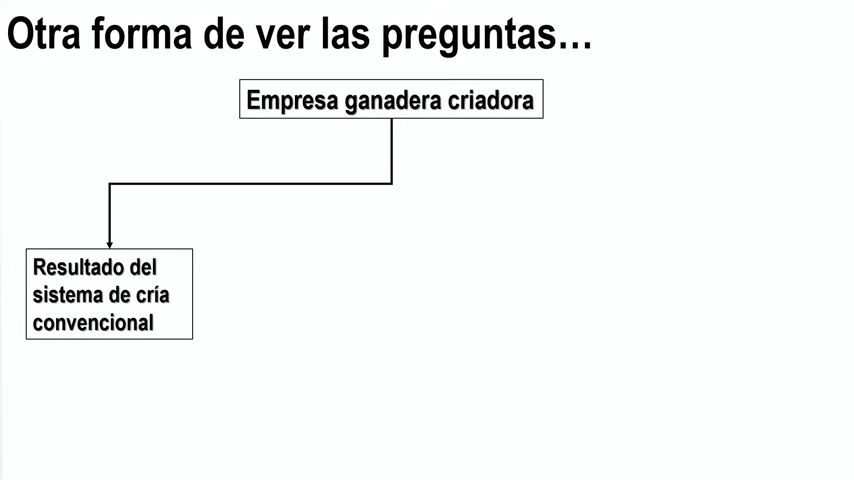 Otra forma de ver las preguntas…
Empresa ganadera criadora
Resultado del
sistema de cría
convencional